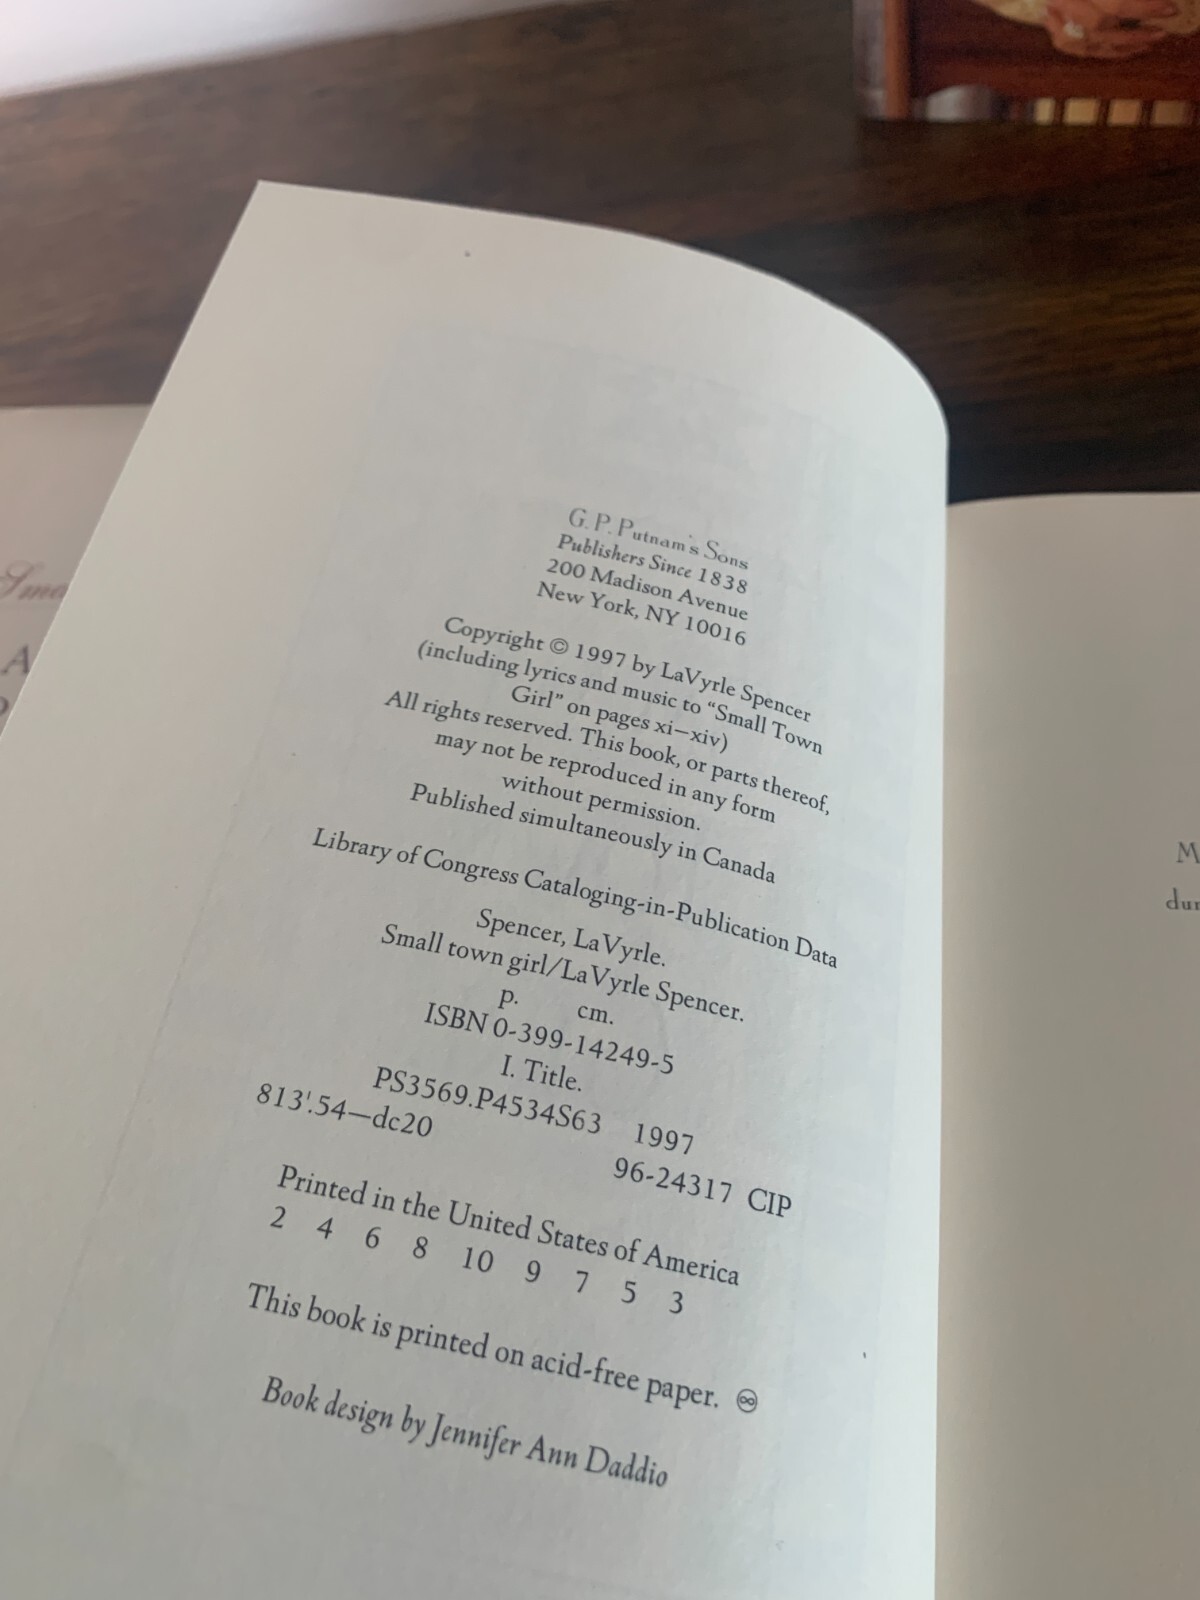 G. P. Putnam's Sons
Publishers Since 1838
200 Madison Avenue
New York, NY 10016
Copyright © 1997 by LaVyrle Spencer
(including lyrics and music to “Small Town
Girl” on pages xi—xiv)
All rights reserved. This book, or parts thereof,
may not be reproduced in any form
without permission.
Published simultaneously in Canada
Library of Congress Cataloging-in-Publication Data
Spencer, LaVyrle.
Small town girl/LaVyrle Spencer.
p. cm.
ISBN 0-399-14249-5
I. Title.
PS3569.P4534S63 1997
813'.54—dc20
96-24317 CIP
Printed in the United States of America
2 4 6 8 10 9 7 5 3
This book is printed on acid-free paper. ♾
Book design by Jennifer Ann Daddio